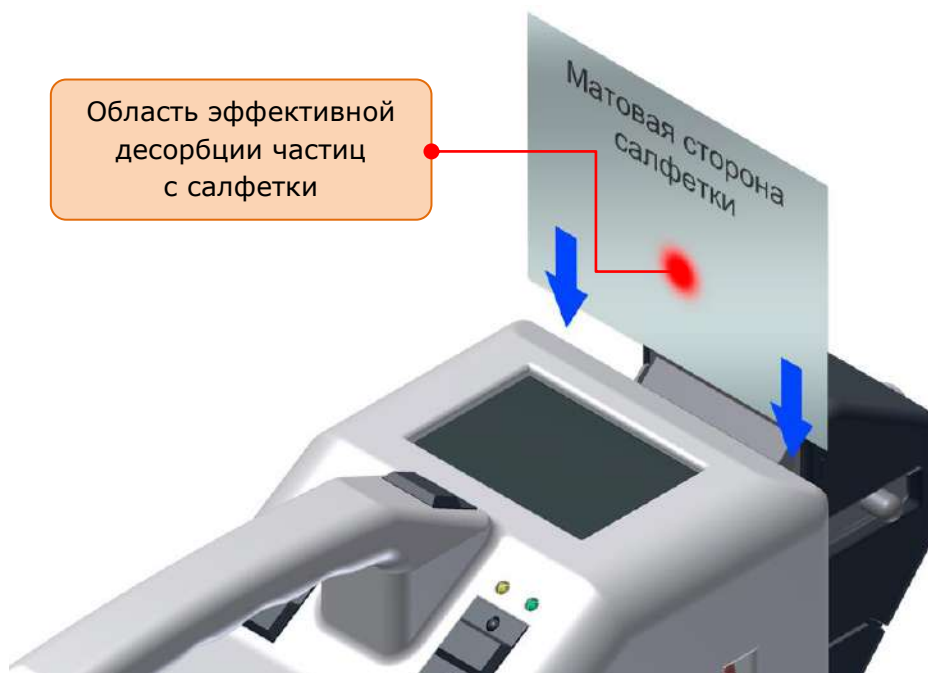 Область эффективной
десорбции частиц
с салфетки
Матовая сторона
салфетки